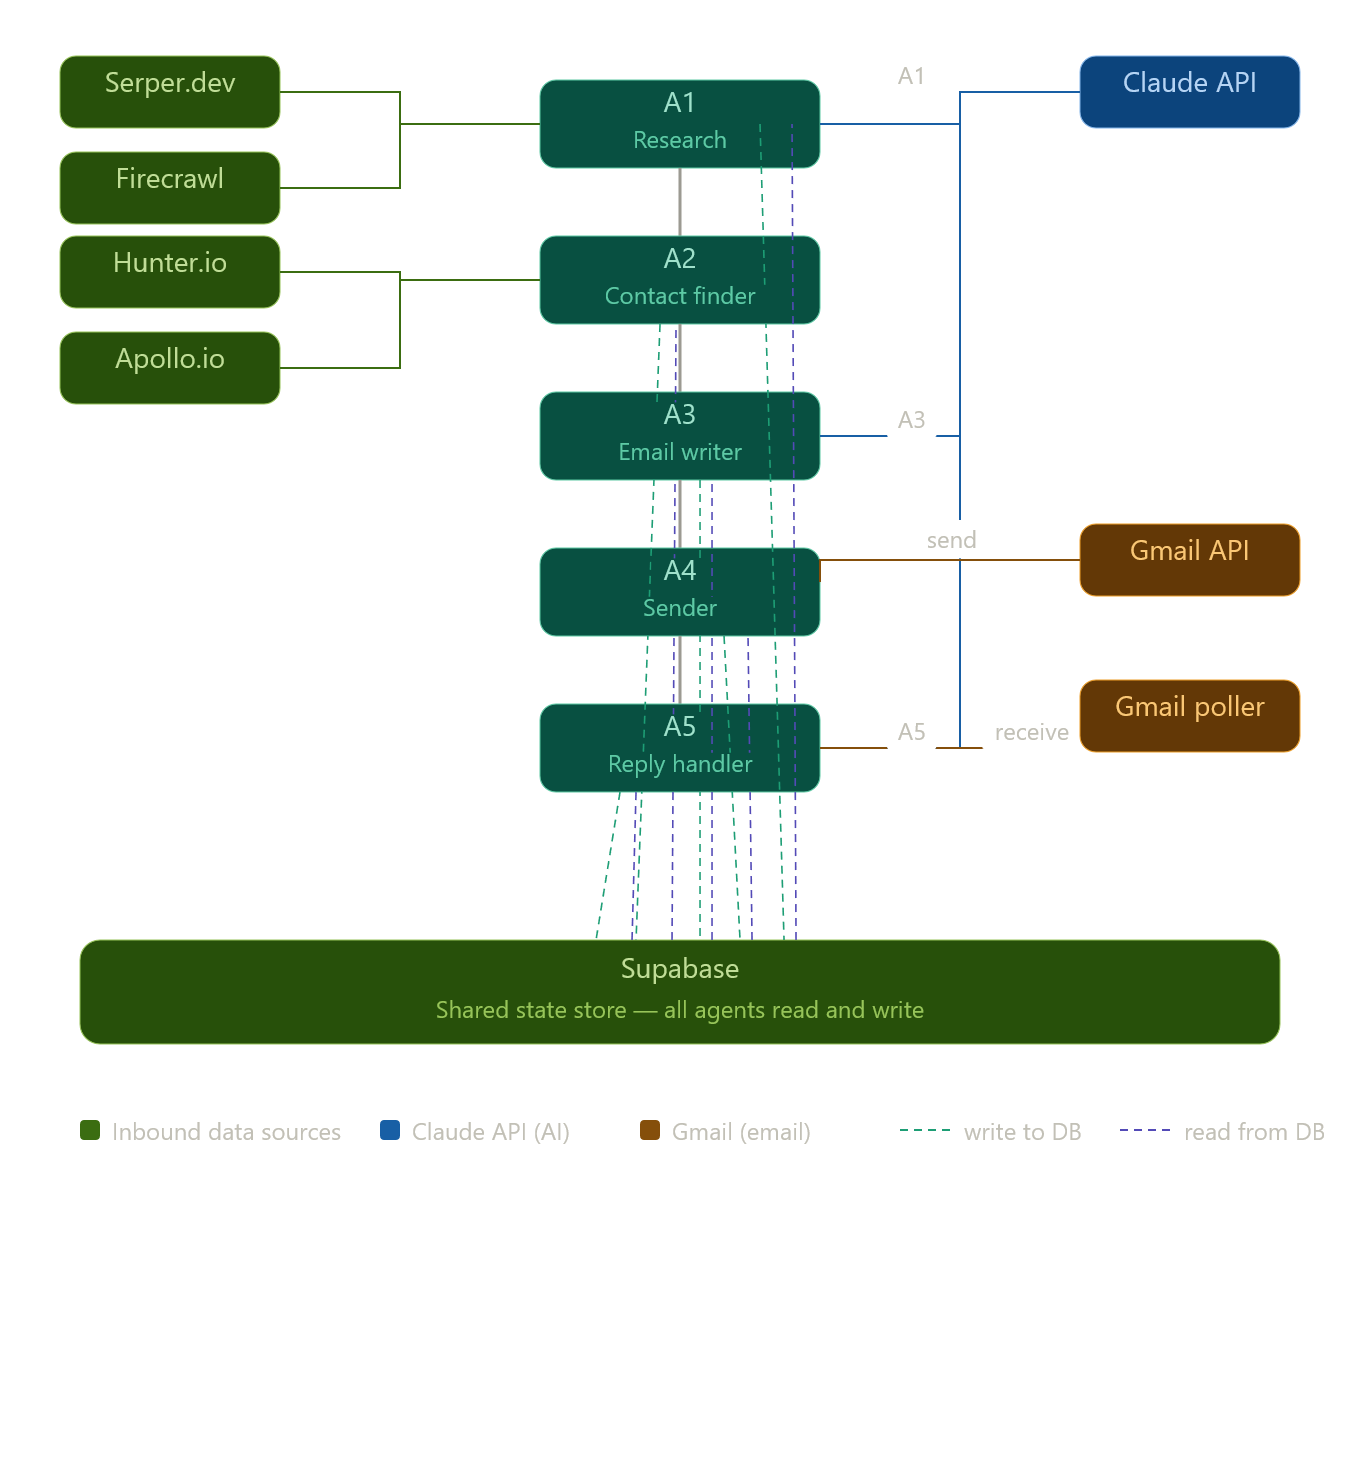 Serper.dev
Firecrawl
Hunter.io
Apollo.io
A1
Research
A2
Contact finder
A3
Email writer
A4
Sender
A5
Reply handler
A1
A3
send
A5
receive
Claude API
Gmail API
Gmail poller
Supabase
Shared state store — all agents read and write
Inbound data sources
Claude API (AI)
Gmail (email)
write to DB
read from DB